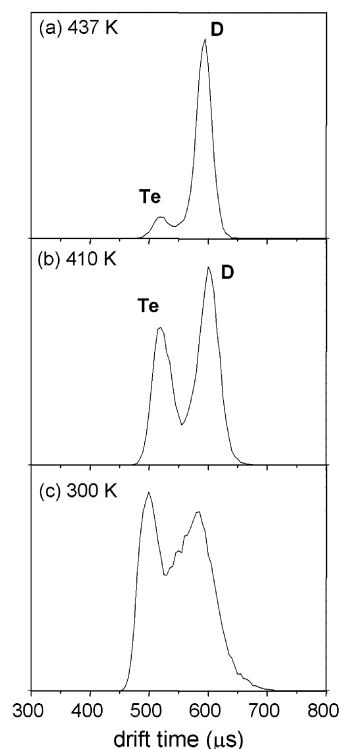 (a) 437 K
D
Te
(b) 410 K
D
Te
(c) 300 K
300 400 500 600 700 800
drift time (μs)